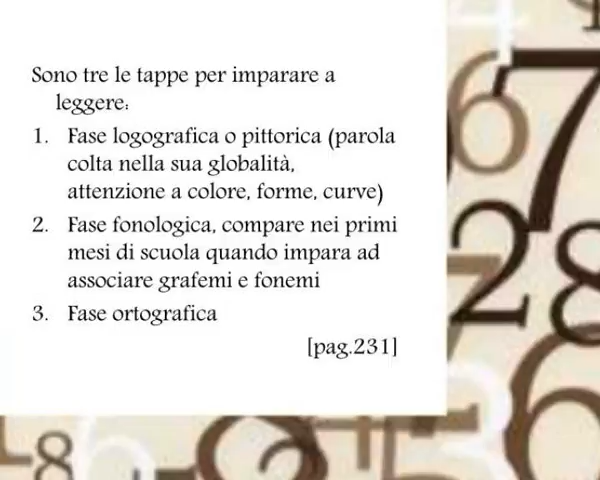 Sono tre le tappe per imparare a
leggere:
1. Fase logografica o pittorica (parola
colta nella sua globalità,
attenzione a colore, forme, curve)
2. Fase fonologica, compare nei primi
mesi di scuola quando impara ad
associare grafemi e fonemi
3. Fase ortografica
[pag.231]